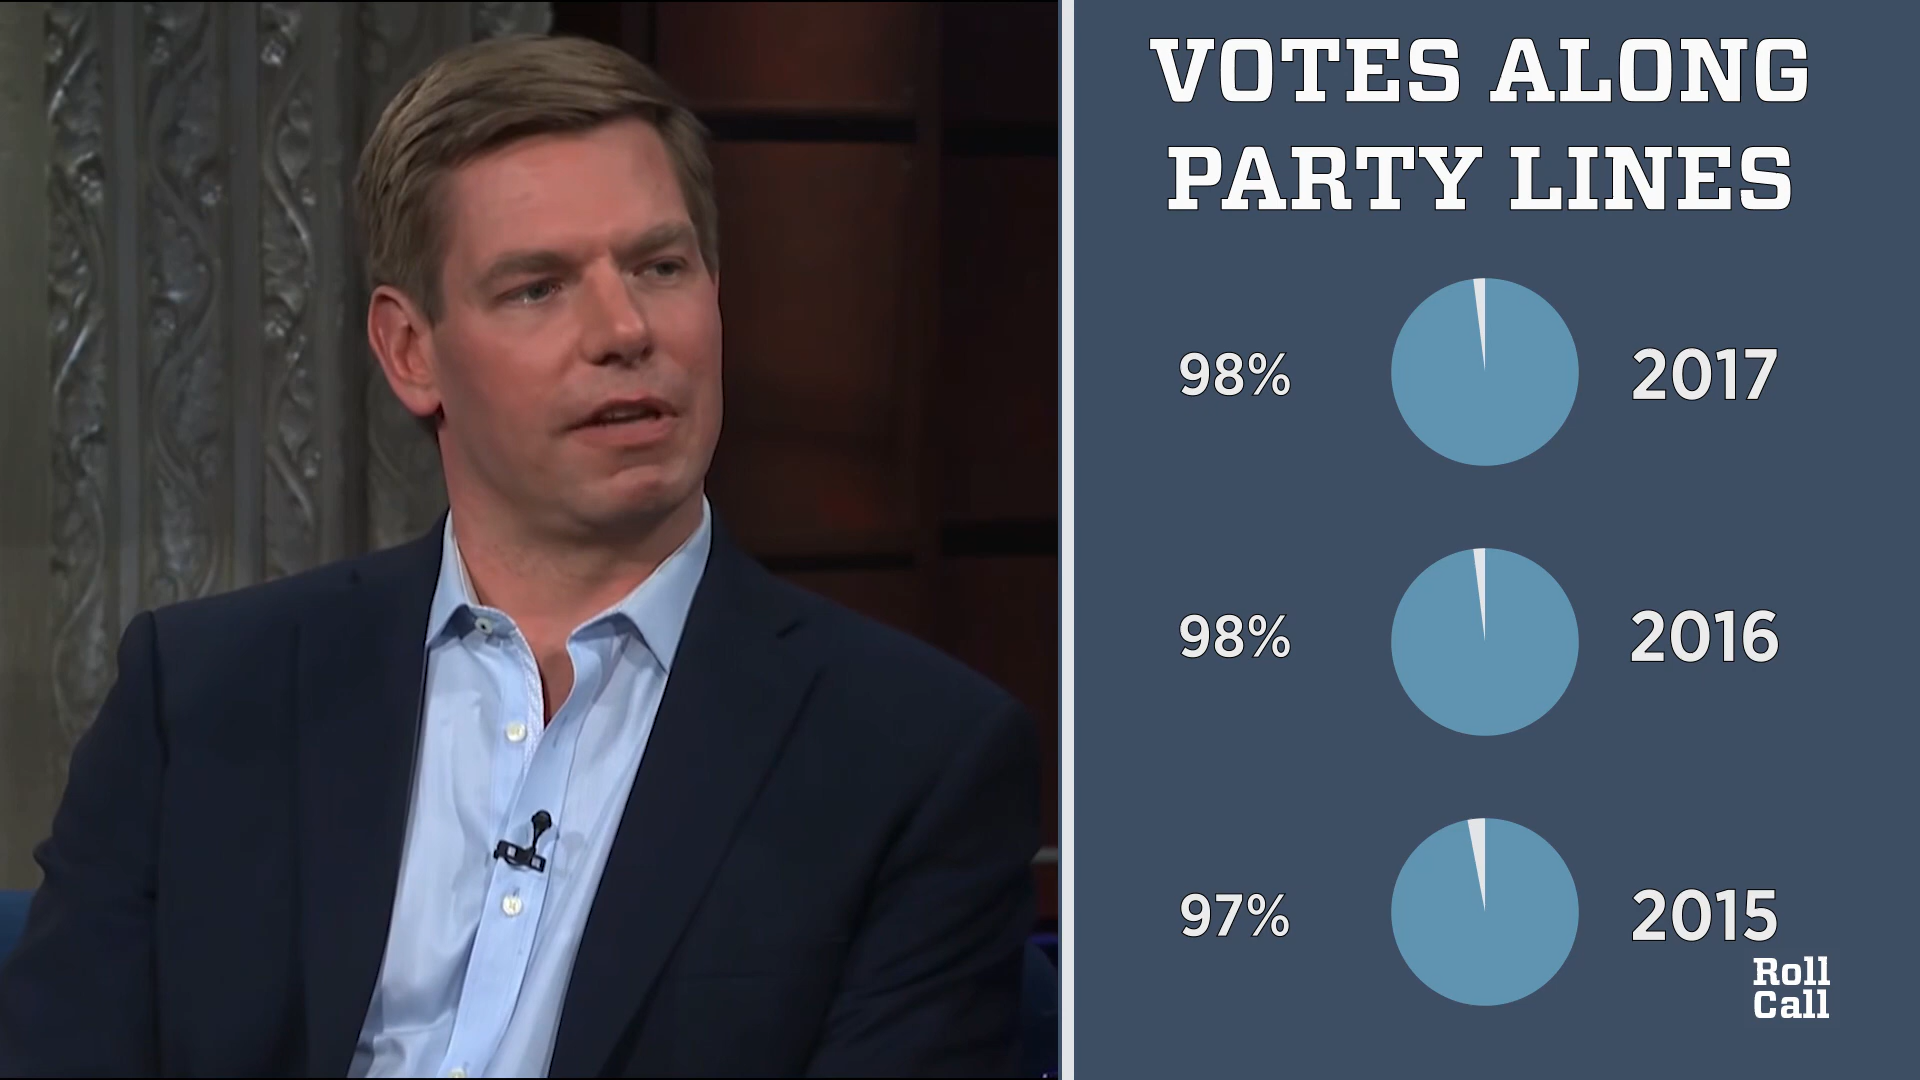 VOTES ALONG
PARTY LINES
98% 2017
98% 2016
97% 2015
Roll
Call